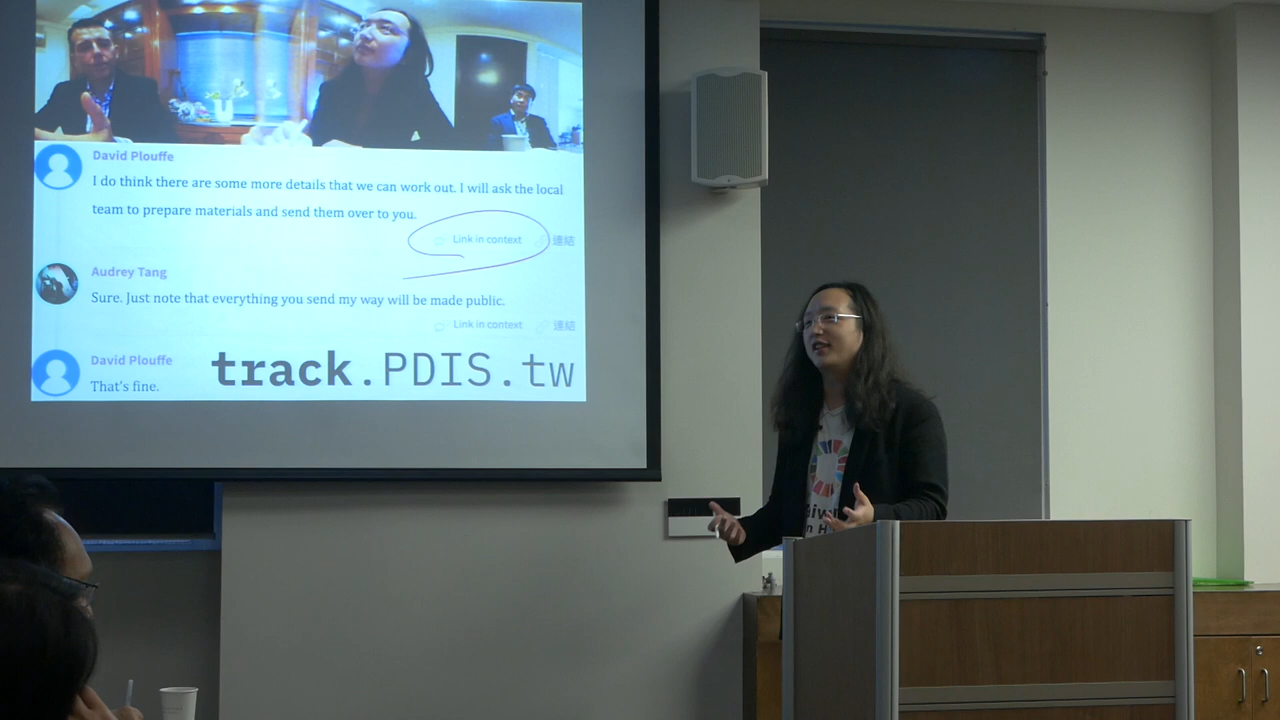 David Plouffe
I do think there are some more details that we can work out. I will ask the local
team to prepare materials and send them over to you.
Link in context 連結
Audrey Tang
Sure. Just note that everything you send my way will be made public.
Link in context 連結
David Plouffe
That's fine.
track.PDIS.tw